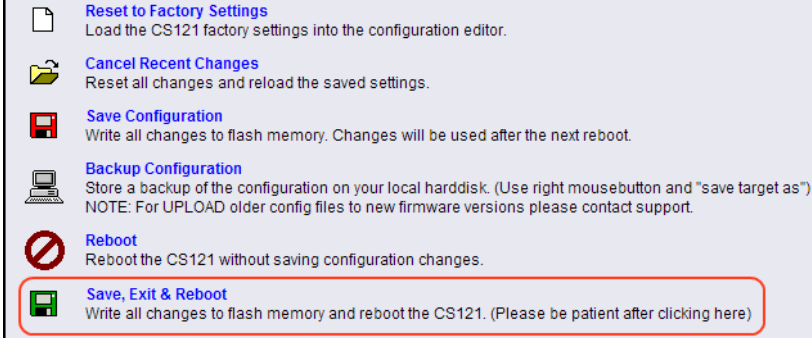 Reset to Factory Settings
Load the CS121 factory settings into the configuration editor.
Cancel Recent Changes
Reset all changes and reload the saved settings.
Save Configuration
Write all changes to flash memory. Changes will be used after the next reboot.
Backup Configuration
Store a backup of the configuration on your local harddisk. (Use right mousebutton and "save target as")
NOTE: For UPLOAD older config files to new firmware versions please contact support.
Reboot
Reboot the CS121 without saving configuration changes.
Save, Exit & Reboot
Write all changes to flash memory and reboot the CS121. (Please be patient after clicking here)